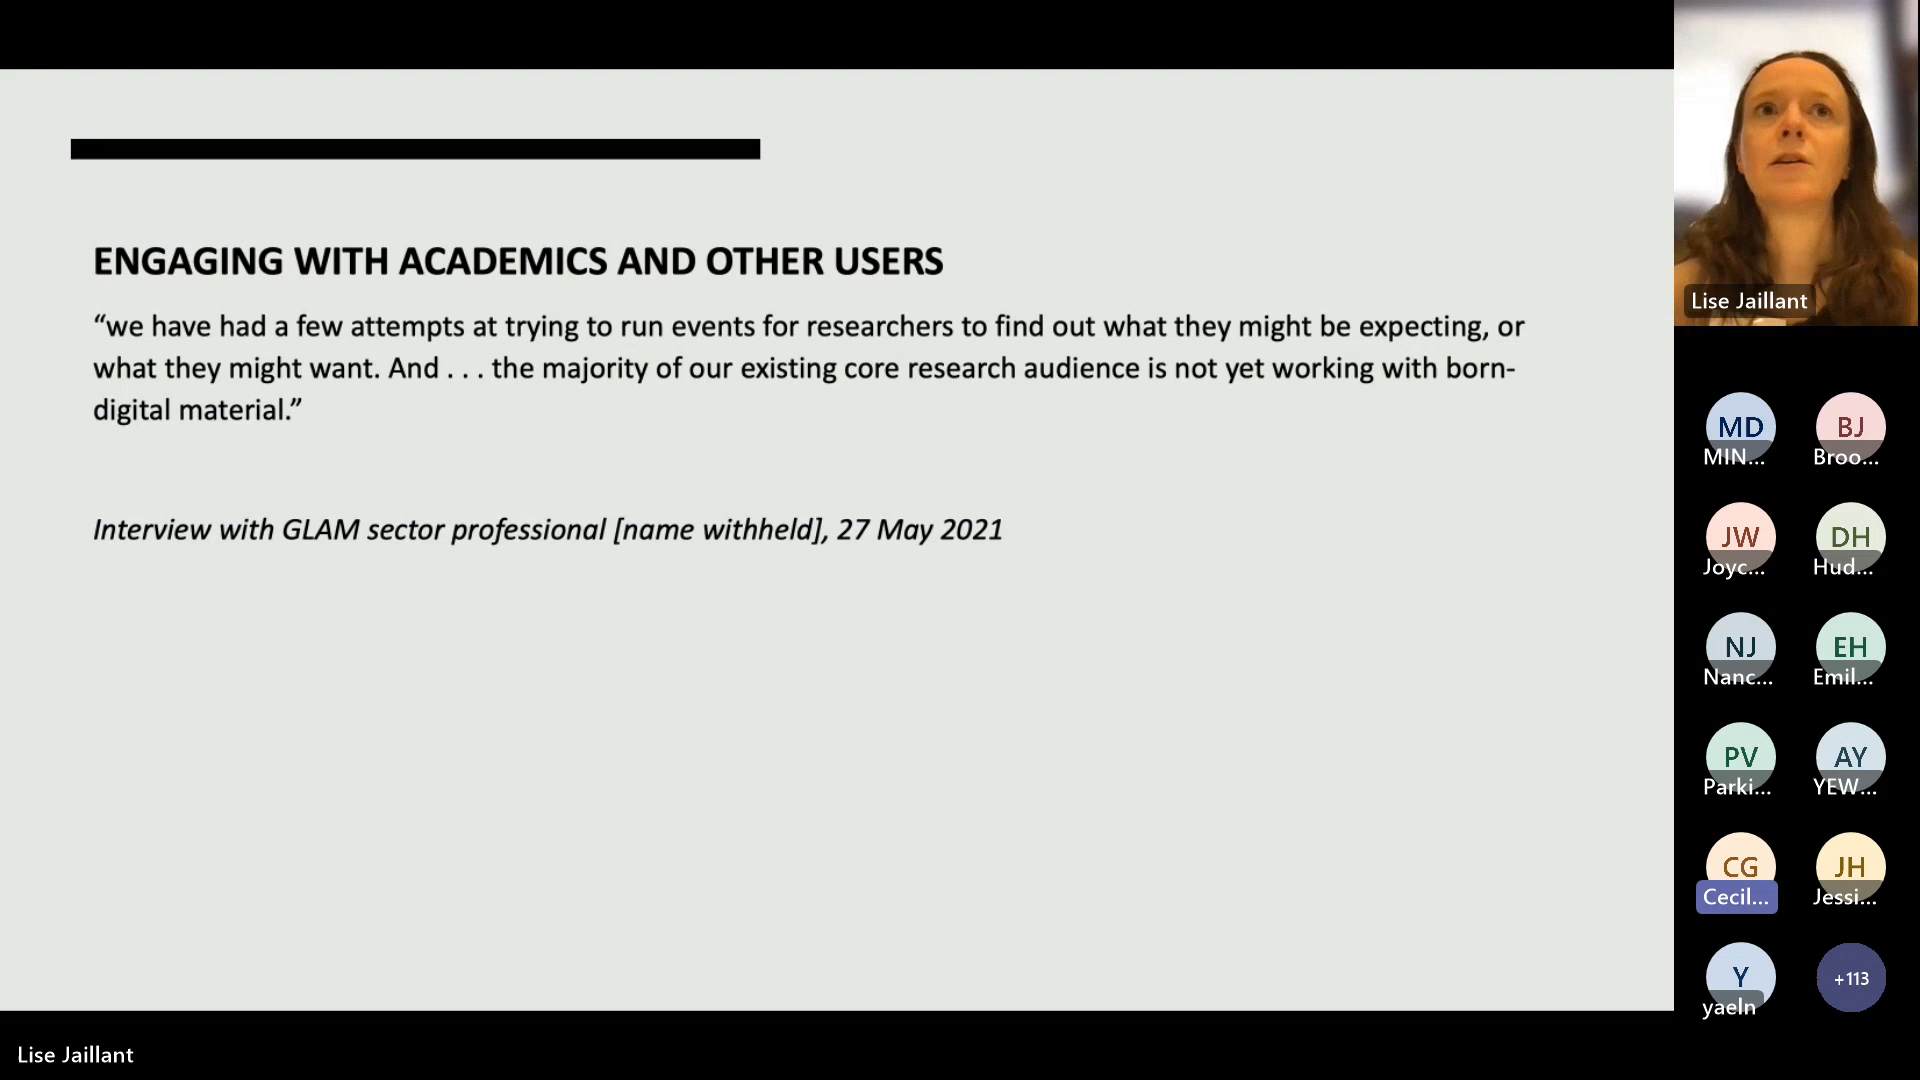 ENGAGING WITH ACADEMICS AND OTHER USERS
“we have had a few attempts at trying to run events for researchers to find out what they might be expecting, or
what they might want. And . . . the majority of our existing core research audience is not yet working with born-
digital material.”
Interview with GLAM sector professional [name withheld], 27 May 2021
Lise Jaillant
MD
MIN...
BJ
Broo...
JW
Joyc...
DH
Hud...
NJ
Nanc...
EH
Emil...
PV
Parki...
AY
YEW...
CG
Cecil...
JH
Jessi...
Y
yaeln
+113
Lise Jaillant